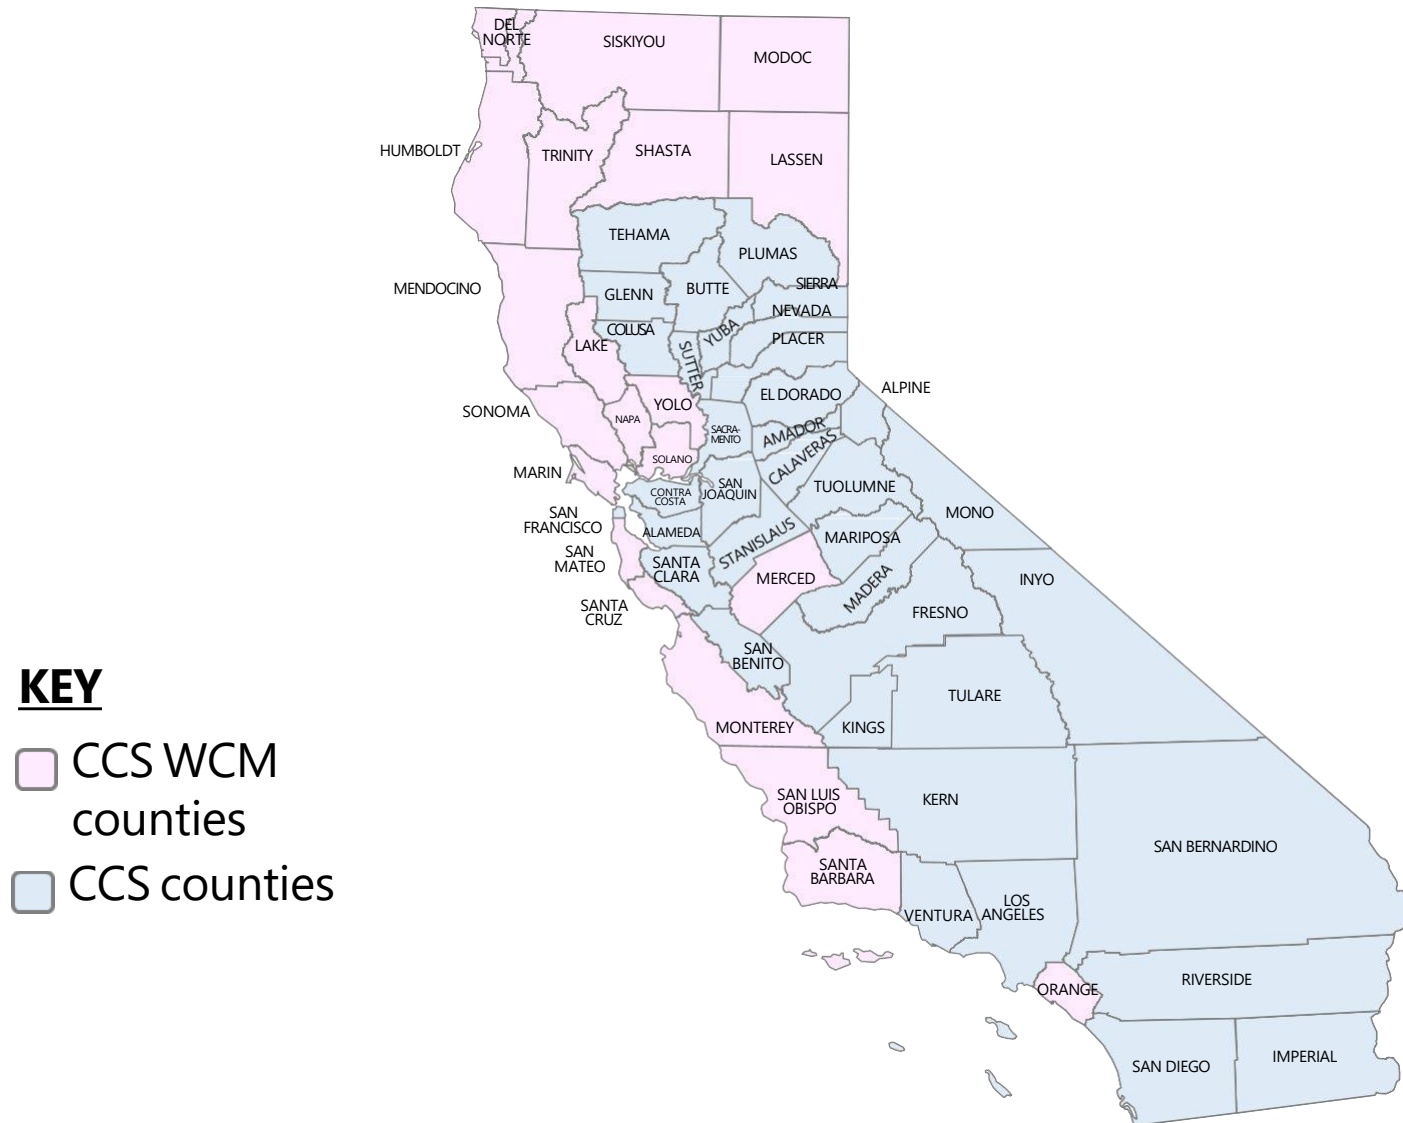 DEL
NORTE
SISKIYOU
MODOC
HUMBOLDT
TRINITY
SHASTA
LASSEN
TEHAMA
PLUMAS
MENDOCINO
GLENN
BUTTE
SIERRA
NEVADA
COLUSA
YUBA
PLACER
LAKE
SUTTER
EL DORADO
ALPINE
SONOMA
NAPA
YOLO
SACRA-
MENTO
AMADOR
CALAVERAS
MARIN
SOLANO
CONTRA
COSTA
SAN
JOAQUIN
TUOLUMNE
MONO
SAN
FRANCISCO
ALAMEDA
STANISLAUS
MARIPOSA
SAN
MATEO
SANTA
CLARA
MERCED
MADERA
INYO
SANTA
CRUZ
FRESNO
SAN
BENITO
TULARE
MONTEREY
KINGS
SAN LUIS
OBISPO
KERN
SAN BERNARDINO
SANTA
BARBARA
VENTURA
LOS
ANGELES
ORANGE
RIVERSIDE
SAN DIEGO
IMPERIAL
KEY
CCS WCM
counties
CCS counties